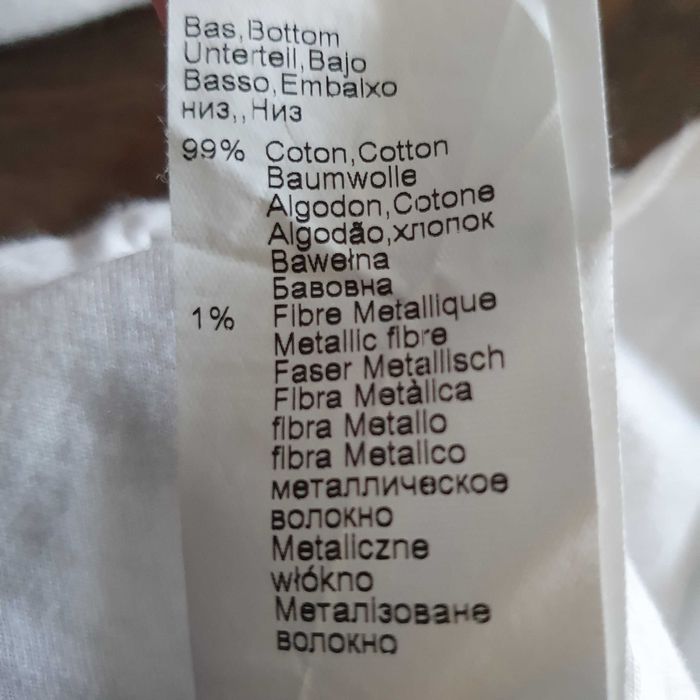 Bas,Bottom
Unterteil,Bajo
Basso,Embaixo
низ,,Низ
99% Coton,Cotton
Baumwolle
Algodon,Cotone
Algodão,хлопок
Bawełna
Бавовна
1% Fibre Metallique
Metallic fibre
Faser Metallisch
Fibra Metàlica
fibra Metallo
fibra Metalico
металлическое
волокно
Metaliczne
włókno
Металізоване
волокно